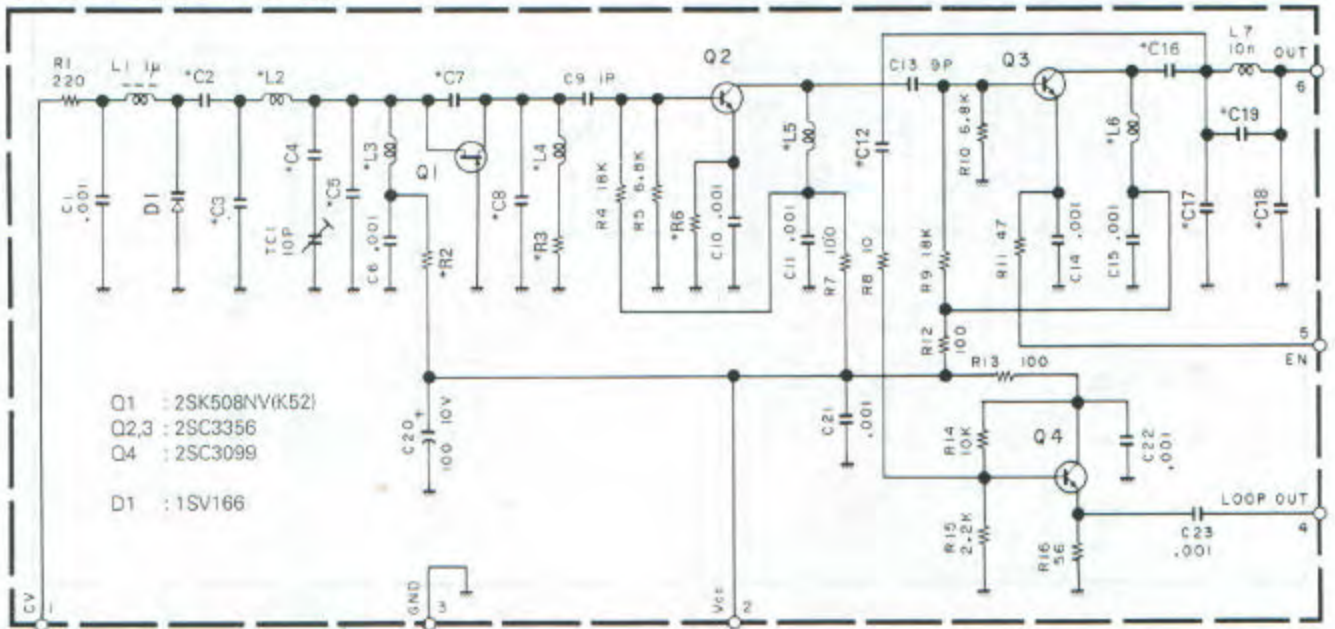 R1
220
L1 1μ
*C2
*L2
*C7
C9 1P
Q2
C13 9P
Q3
*C16
L7
10n
OUT
6
C1
.001
D1
*C3
*C4
TC1
10P
*C5
*L3
C6 .001
*R2
Q1
*C8
*L4
*R3
R4 18K
R5 6.8K
*R6
C10 .001
*L5
C11 .001
R7 100
*C12
R8 10
R9 18K
R10 6.8K
R11 47
C14 .001
*L6
C15 .001
*C19
*C17
*C18
R12
100
5
EN
R13 100
Q1 : 2SK508NV(K52)
Q2,3 : 2SC3356
Q4 : 2SC3099
D1 : 1SV166
C20 +
100 10V
C21
.001
R14
10K
Q4
C22
.001
R15
2.2K
R16
56
C23
.001
LOOP OUT
4
CV
1
GND
3
Vcc
2